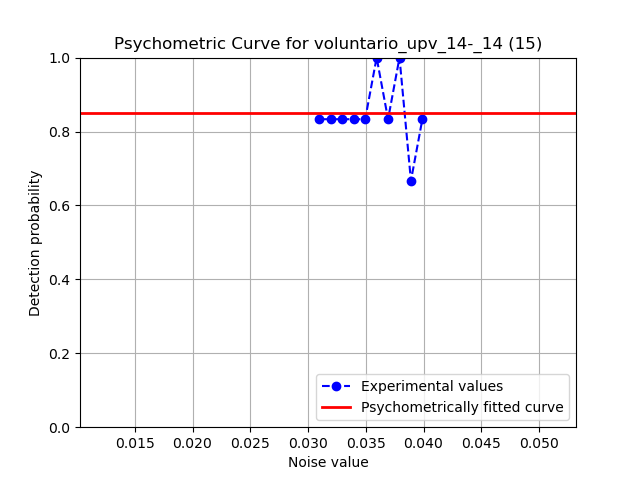 Psychometric Curve for voluntario_upv_14-_14 (15)
1.0
0.8
0.6
0.4
0.2
0.0
Detection probability
0.015 0.020 0.025 0.030 0.035 0.040 0.045 0.050
Noise value
Experimental values
Psychometrically fitted curve